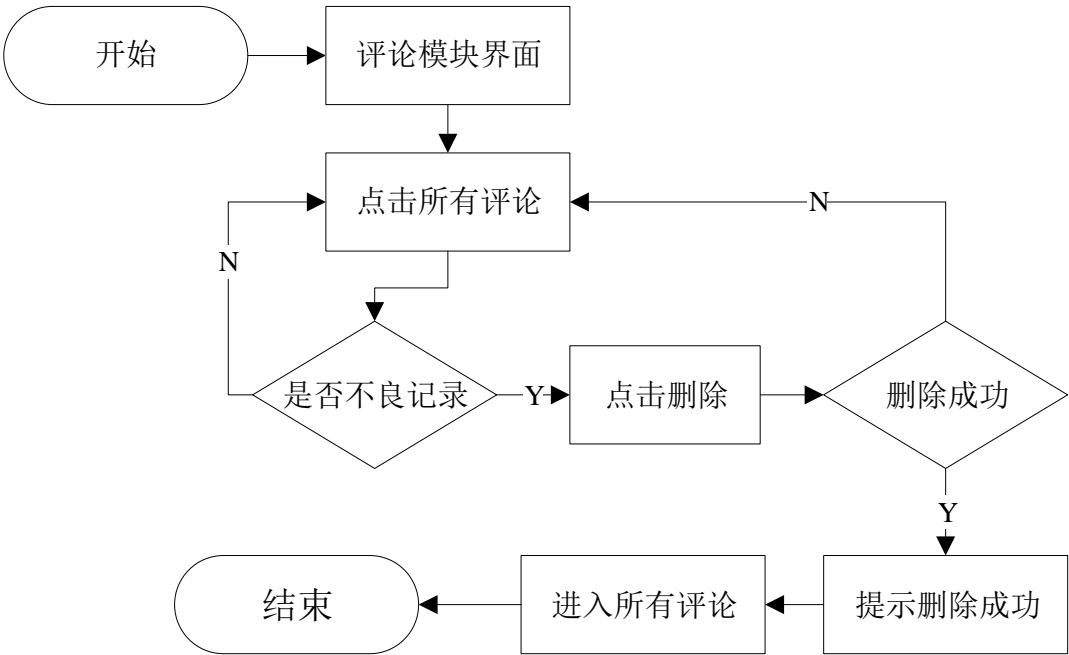 开始
评论模块界面
点击所有评论
N
N
是否不良记录
Y
点击删除
删除成功
Y
结束
进入所有评论
提示删除成功